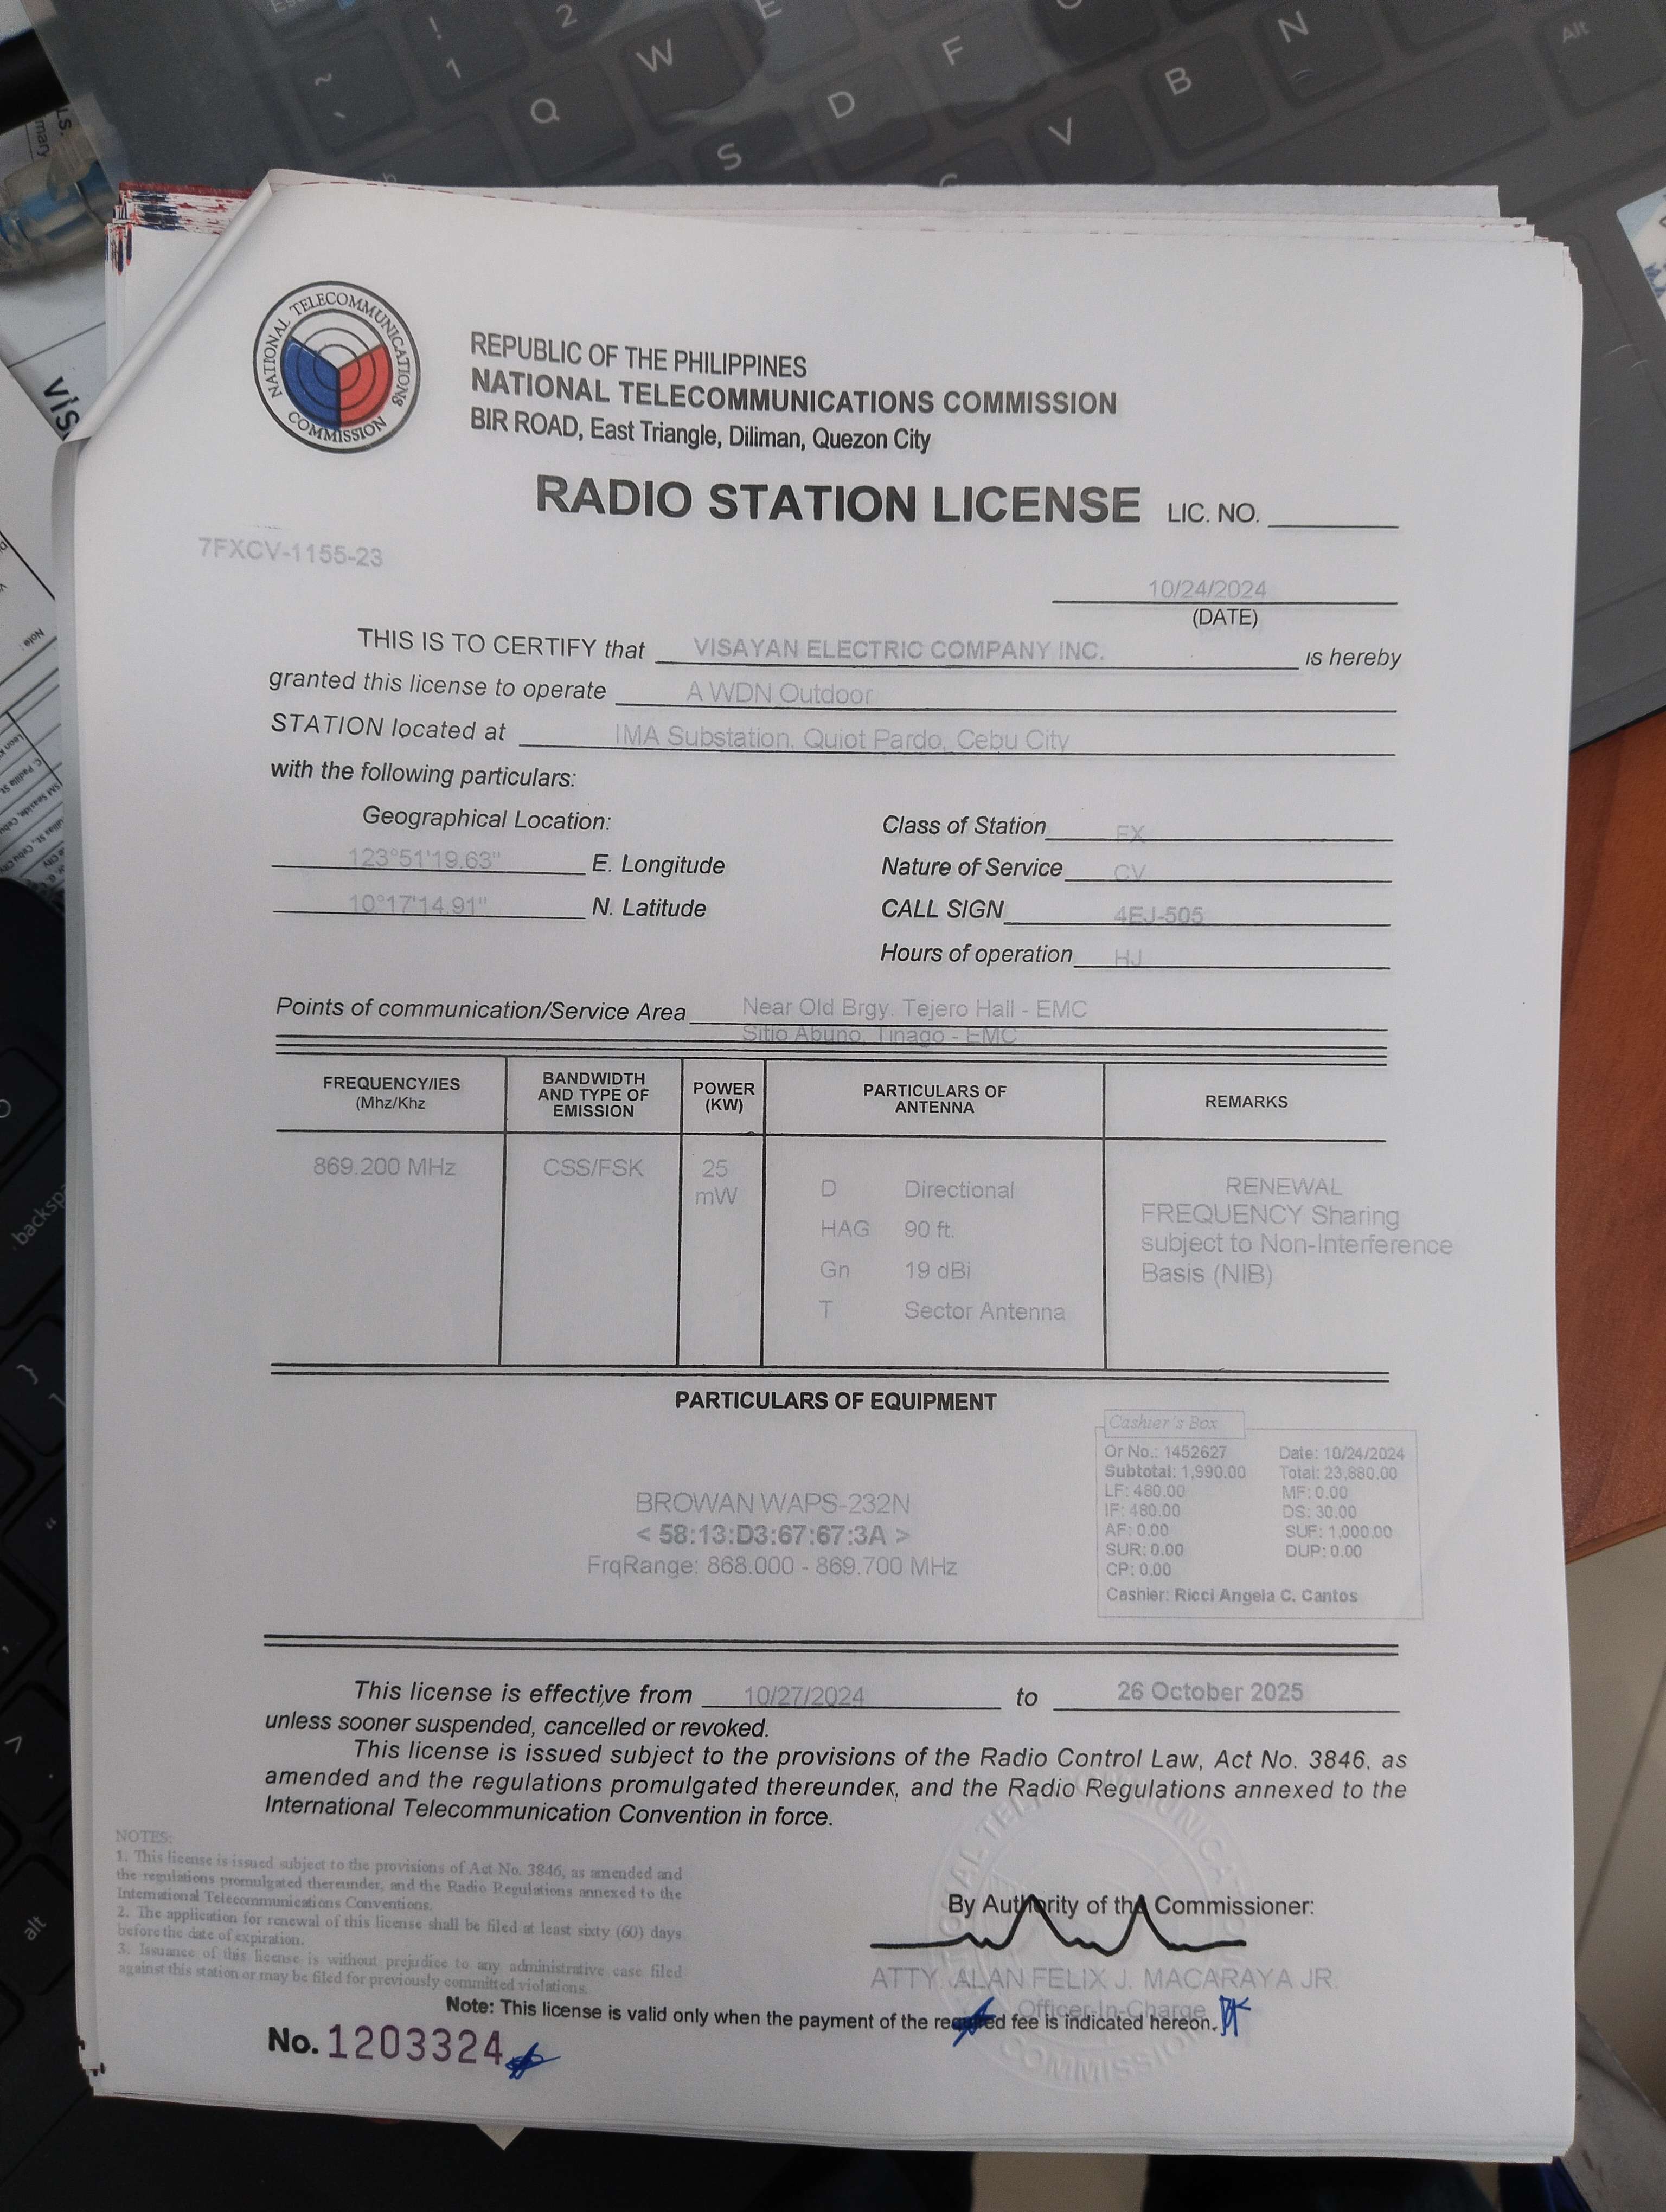 NATIONAL TELECOMMUNICATIONS COMMISSION
REPUBLIC OF THE PHILIPPINES
NATIONAL TELECOMMUNICATIONS COMMISSION
BIR ROAD, East Triangle, Diliman, Quezon City
RADIO STATION LICENSE LIC. NO.
7FXCV-1155-23
10/24/2024
(DATE)
THIS IS TO CERTIFY that VISAYAN ELECTRIC COMPANY INC. is hereby
granted this license to operate A WDN Outdoor
STATION located at IMA Substation, Quiot Pardo, Cebu City
with the following particulars:
Geographical Location:
123°51'19.63" E. Longitude
10°17'14.91" N. Latitude
Class of Station FX
Nature of Service CV
CALL SIGN 4EJ-505
Hours of operation HJ
Points of communication/Service Area Near Old Brgy. Tejero Hall - EMC
Sitio Abuno, Tinago - EMC
FREQUENCY/IES
(Mhz/Khz
BANDWIDTH
AND TYPE OF
EMISSION
POWER
(KW)
PARTICULARS OF
ANTENNA
REMARKS
869.200 MHz
CSS/FSK
25
mW
D Directional
HAG 90 ft.
Gn 19 dBi
T Sector Antenna
RENEWAL
FREQUENCY Sharing
subject to Non-Interference
Basis (NIB)
PARTICULARS OF EQUIPMENT
BROWAN WAPS-232N
< 58:13:D3:67:67:3A >
FrqRange: 868.000 - 869.700 MHz
Cashier's Box
Or No.: 1452627 Date: 10/24/2024
Subtotal: 1,990.00 Total: 23,880.00
LF: 480.00 MF: 0.00
IF: 480.00 DS: 30.00
AF: 0.00 SUF: 1,000.00
SUR: 0.00 DUP: 0.00
CP: 0.00
Cashier: Ricci Angela C. Cantos
This license is effective from 10/27/2024 to 26 October 2025
unless sooner suspended, cancelled or revoked.
This license is issued subject to the provisions of the Radio Control Law, Act No. 3846, as
amended and the regulations promulgated thereunder, and the Radio Regulations annexed to the
International Telecommunication Convention in force.
NOTES:
1. This license is issued subject to the provisions of Act No. 3846, as amended and
the regulations promulgated thereunder, and the Radio Regulations annexed to the
International Telecommunications Conventions.
2. The application for renewal of this license shall be filed at least sixty (60) days
before the date of expiration.
3. Issuance of this license is without prejudice to any administrative case filed
against this station or may be filed for previously committed violations.
By Authority of the Commissioner:
ATTY. ALAN FELIX J. MACARAYA JR.
Officer-In-Charge
Note: This license is valid only when the payment of the required fee is indicated hereon.
No. 1203324